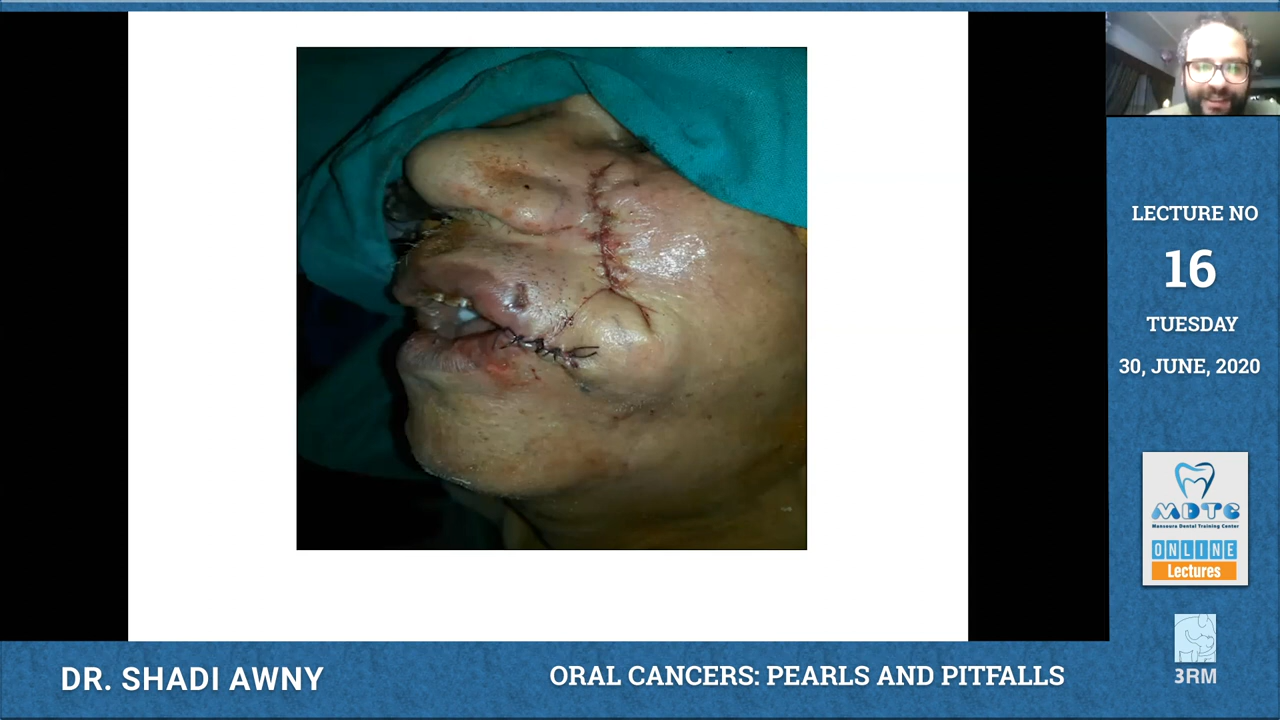 LECTURE NO
16
TUESDAY
30, JUNE, 2020
MDTC
Mansoura Dental Training Center
ONLINE
Lectures
3RM
DR. SHADI AWNY
ORAL CANCERS: PEARLS AND PITFALLS